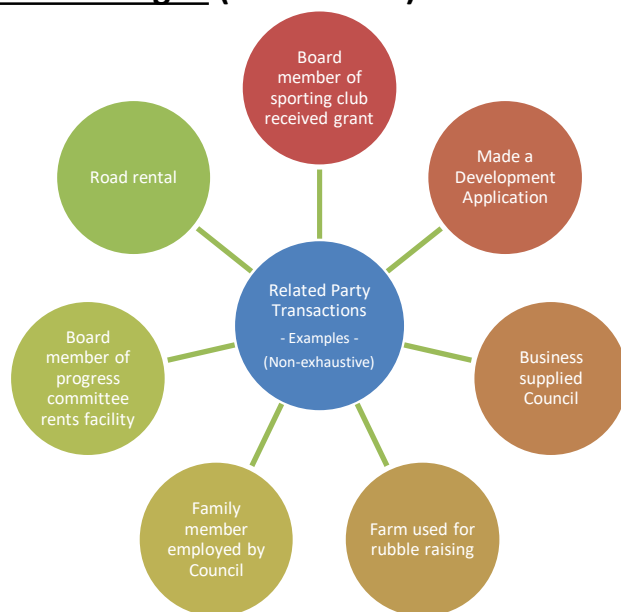 Board
member of
sporting club
received grant
Made a
Development
Application
Business
supplied
Council
Farm used for
rubble raising
Family
member
employed by
Council
Board
member of
progress
committee
rents facility
Road rental
Related Party
Transactions
- Examples -
(Non-exhaustive)